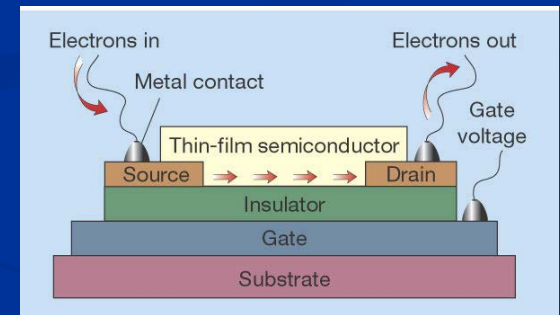 Electrons in
Electrons out
Metal contact
Gate
voltage
Thin-film semiconductor
Source
Drain
Insulator
Gate
Substrate